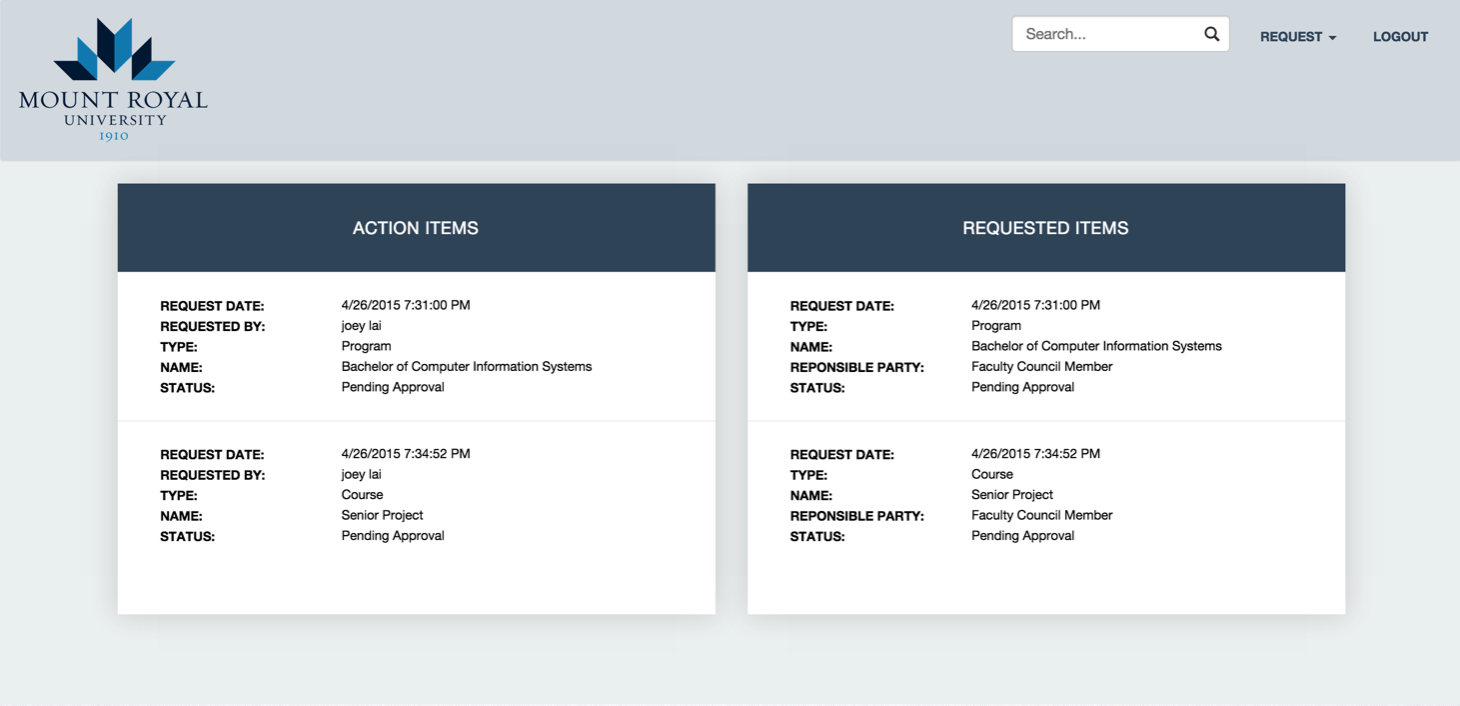 MOUNT ROYAL
UNIVERSITY
1910
Search...
REQUEST
LOGOUT
ACTION ITEMS
REQUEST DATE: 4/26/2015 7:31:00 PM
REQUESTED BY: joey lai
TYPE: Program
NAME: Bachelor of Computer Information Systems
STATUS: Pending Approval
REQUEST DATE: 4/26/2015 7:34:52 PM
REQUESTED BY: joey lai
TYPE: Course
NAME: Senior Project
STATUS: Pending Approval
REQUESTED ITEMS
REQUEST DATE: 4/26/2015 7:31:00 PM
TYPE: Program
NAME: Bachelor of Computer Information Systems
REPONSIBLE PARTY: Faculty Council Member
STATUS: Pending Approval
REQUEST DATE: 4/26/2015 7:34:52 PM
TYPE: Course
NAME: Senior Project
REPONSIBLE PARTY: Faculty Council Member
STATUS: Pending Approval